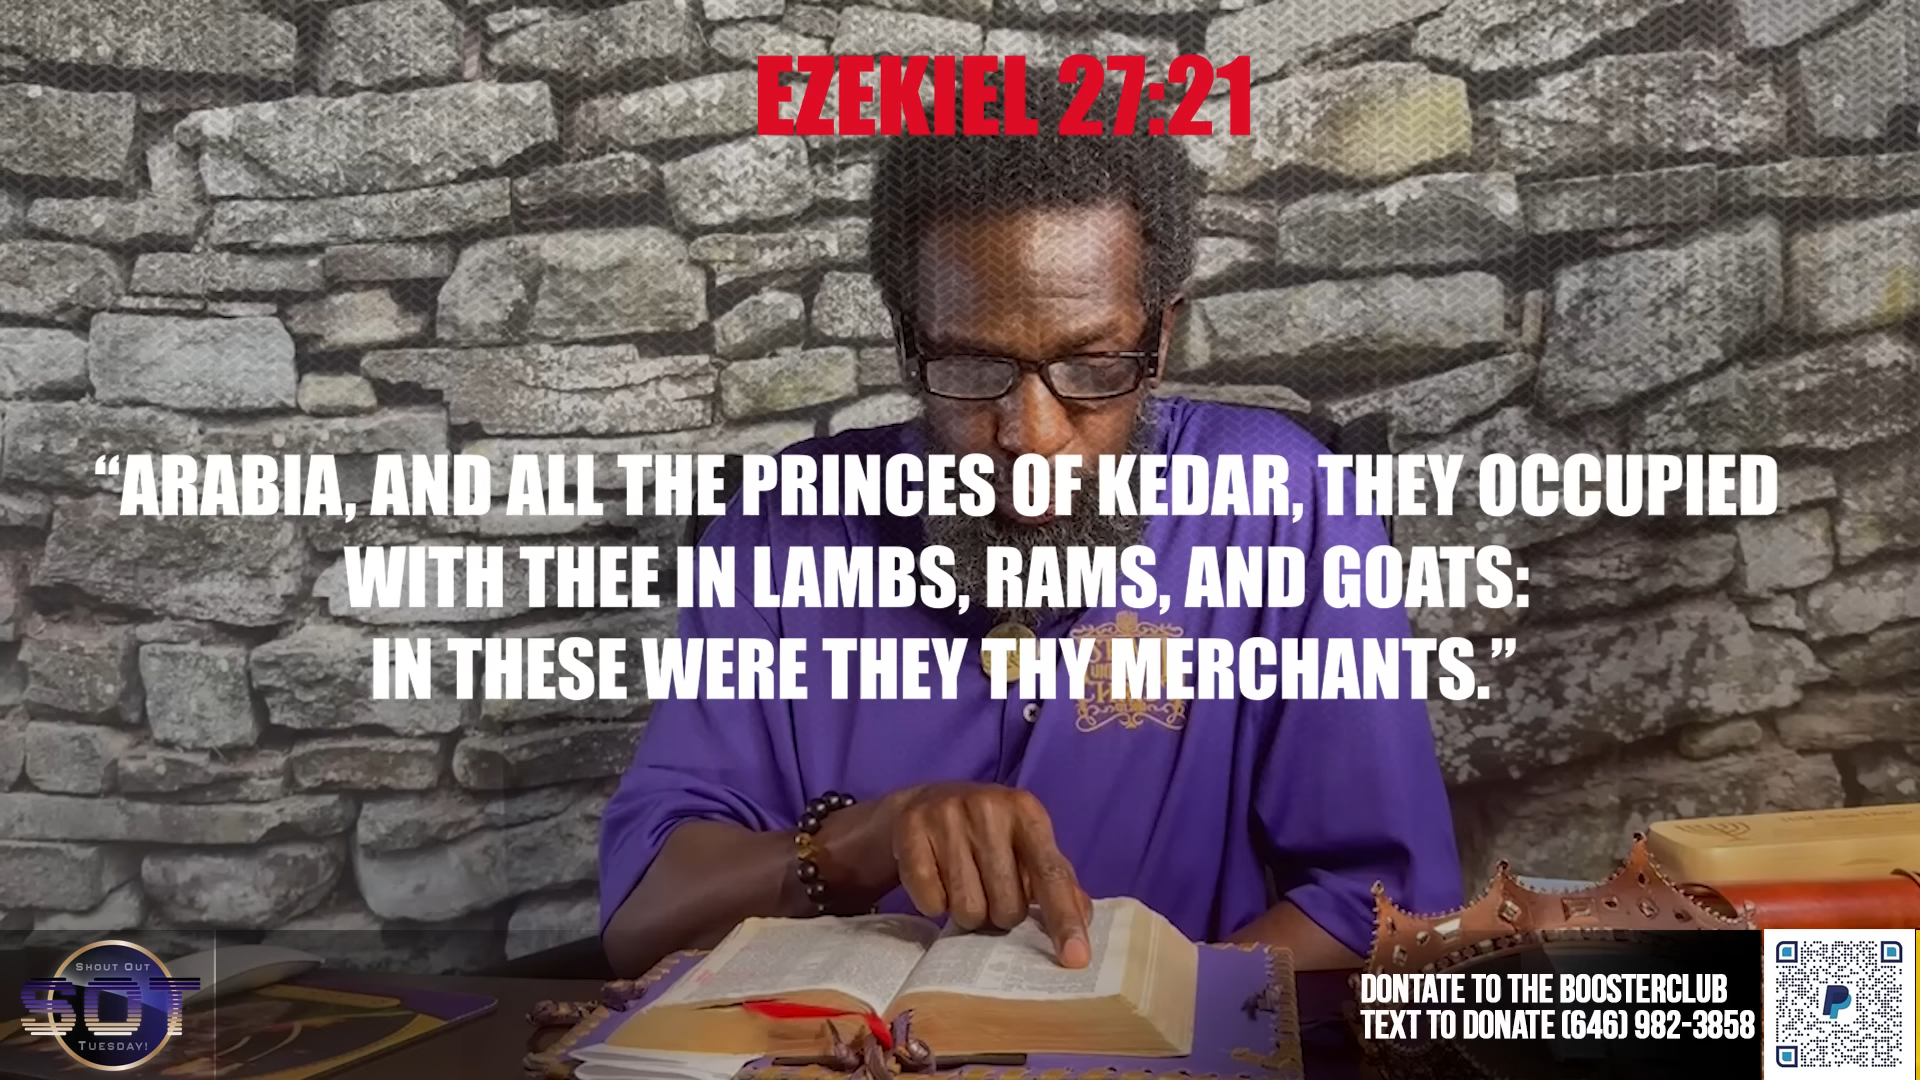 EZEKIEL 27:21
“ARABIA, AND ALL THE PRINCES OF KEDAR, THEY OCCUPIED
WITH THEE IN LAMBS, RAMS, AND GOATS:
IN THESE WERE THEY THY MERCHANTS.”
SHOUT OUT
SOT
TUESDAY!
DONTATE TO THE BOOSTERCLUB
TEXT TO DONATE (646) 982-3858